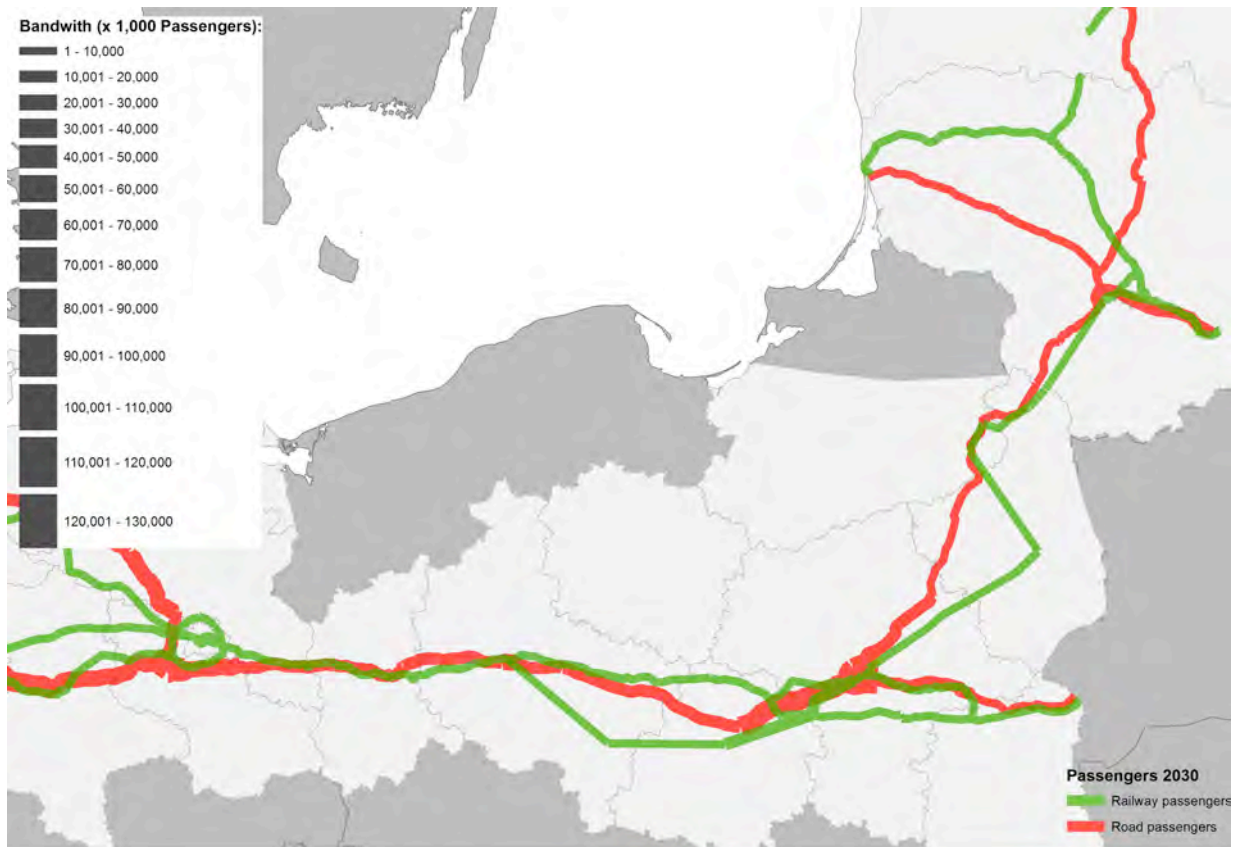 Bandwith (x 1,000 Passengers):
1 - 10,000
10,001 - 20,000
20,001 - 30,000
30,001 - 40,000
40,001 - 50,000
50,001 - 60,000
60,001 - 70,000
70,001 - 80,000
80,001 - 90,000
90,001 - 100,000
100,001 - 110,000
110,001 - 120,000
120,001 - 130,000
Passengers 2030
Railway passengers
Road passengers